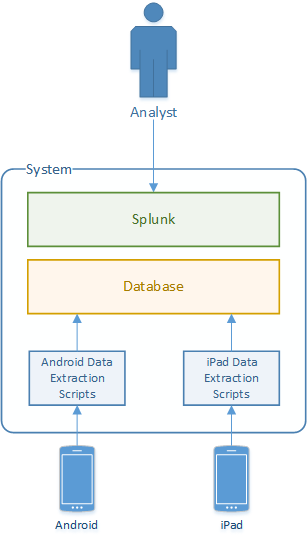 Analyst
System
Splunk
Database
Android Data
Extraction
Scripts
iPad Data
Extraction
Scripts
Android
iPad